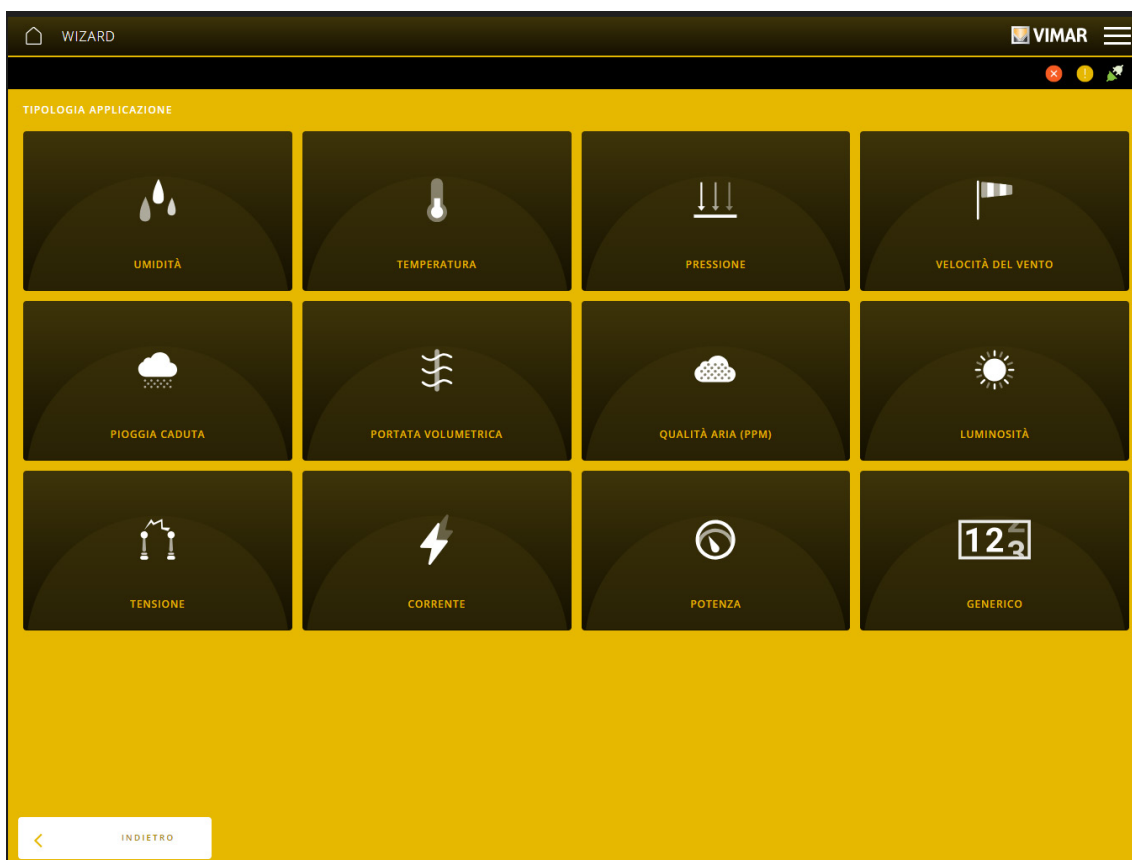 WIZARD
VIMAR
TIPOLOGIA APPLICAZIONE
UMIDITÀ
TEMPERATURA
PRESSIONE
VELOCITÀ DEL VENTO
PIOGGIA CADUTA
PORTATA VOLUMETRICA
QUALITÀ ARIA (PPM)
LUMINOSITÀ
123
TENSIONE
CORRENTE
POTENZA
GENERICO
INDIETRO